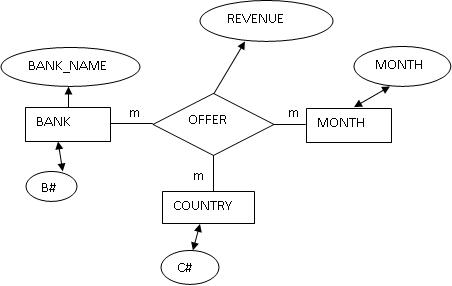 REVENUE
BANK_NAME
MONTH
m
m
BANK
OFFER
MONTH
m
B#
COUNTRY
C#